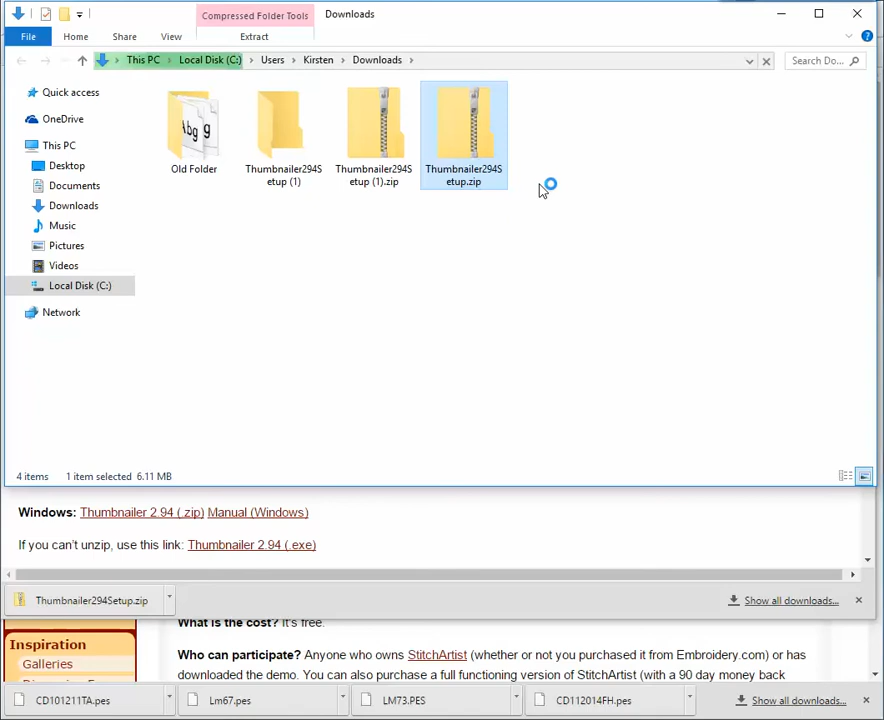 Compressed Folder Tools
Downloads
File
Home
Share
View
Extract
This PC
Local Disk (C:)
Users
Kirsten
Downloads
Search Do...
Quick access
OneDrive
This PC
Desktop
Documents
Downloads
Music
Pictures
Videos
Local Disk (C:)
Network
Abg
g
Old Folder
Thumbnailer294S
etup (1)
Thumbnailer294S
etup (1).zip
Thumbnailer294S
etup.zip
4 items
1 item selected 6.11 MB
Windows: Thumbnailer 2.94 (.zip) Manual (Windows)
If you can't unzip, use this link: Thumbnailer 2.94 (.exe)
Thumbnailer294Setup.zip
Show all downloads...
What is the cost? It's free.
Inspiration
Galleries
Who can participate? Anyone who owns StitchArtist (whether or not you purchased it from Embroidery.com) or has
downloaded the demo. You can also purchase a full functioning version of StitchArtist (with a 90 day money back
CD101211TA.pes
Lm67.pes
LM73.PES
CD112014FH.pes
Show all downloads...